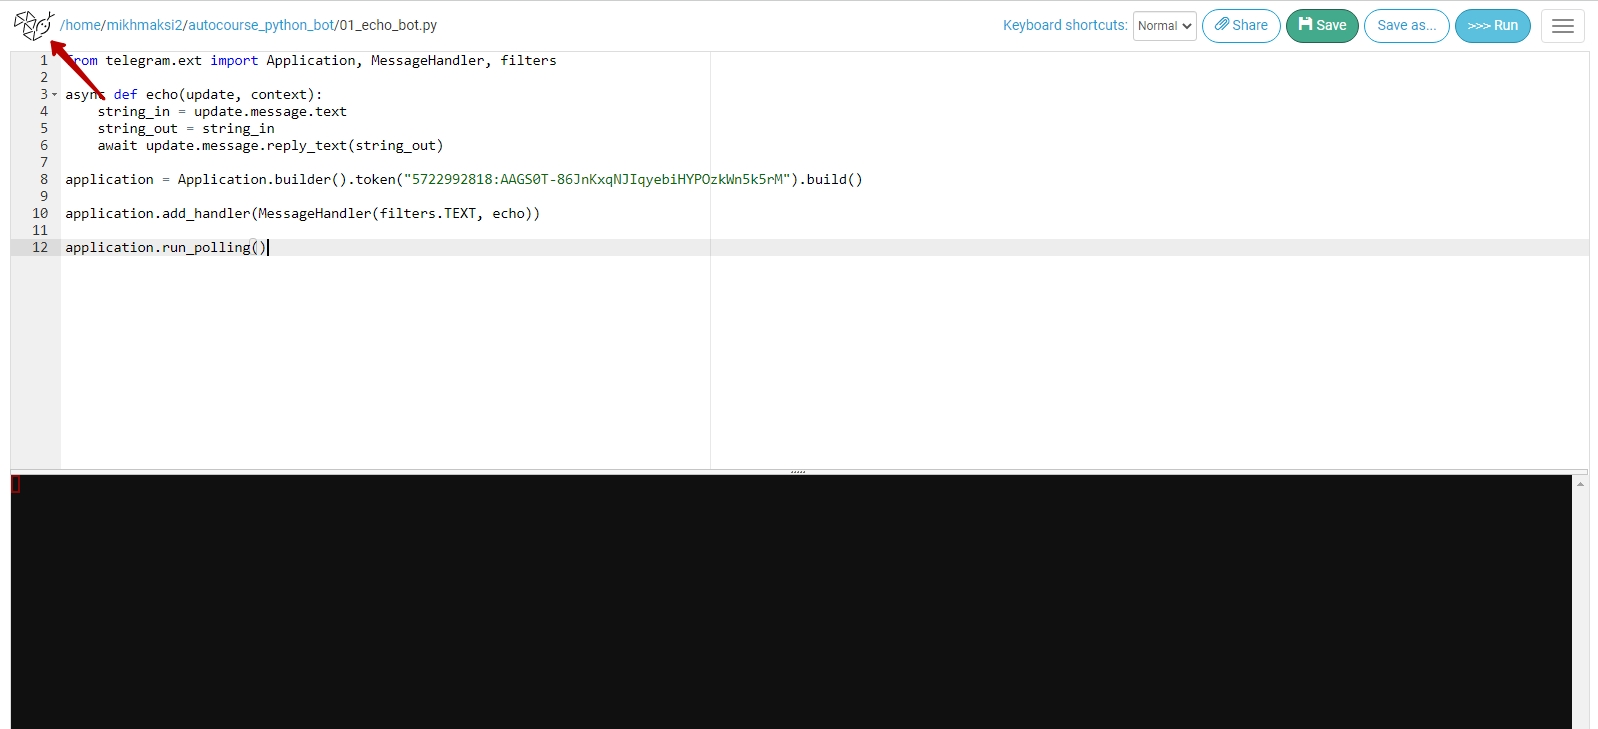 /home/mikhmaksi2/autocourse_python_bot/01_echo_bot.py Keyboard shortcuts: Normal Share Save Save as... >>> Run
1 from telegram.ext import Application, MessageHandler, filters
2
3 async def echo(update, context):
4 string_in = update.message.text
5 string_out = string_in
6 await update.message.reply_text(string_out)
7
8 application = Application.builder().token("5722992818:AAGS0T-86JnKxqNJIqyebiHYPOzkWn5k5rM").build()
9
10 application.add_handler(MessageHandler(filters.TEXT, echo))
11
12 application.run_polling()